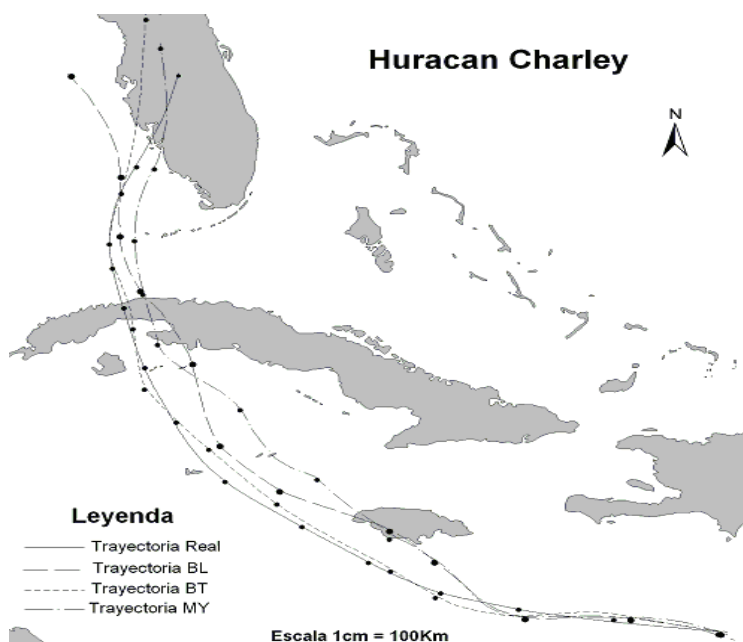 Huracan Charley
N
Leyenda
Trayectoria Real
Trayectoria BL
Trayectoria BT
Trayectoria MY
Escala 1cm = 100Km